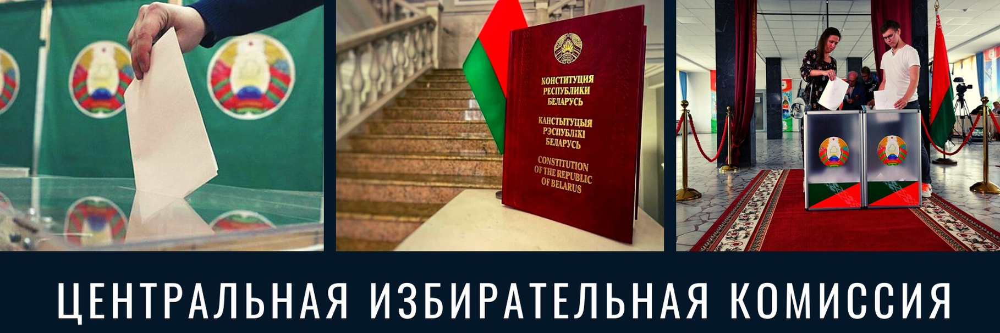 КОНСТИТУЦИЯ
РЕСПУБЛИКИ
БЕЛАРУСЬ
КАНСТЫТУЦЫЯ
РЭСПУБЛІКІ
БЕЛАРУСЬ
CONSTITUTION
OF THE REPUBLIC
OF BELARUS
ЦЕНТРАЛЬНАЯ ИЗБИРАТЕЛЬНАЯ КОМИССИЯ